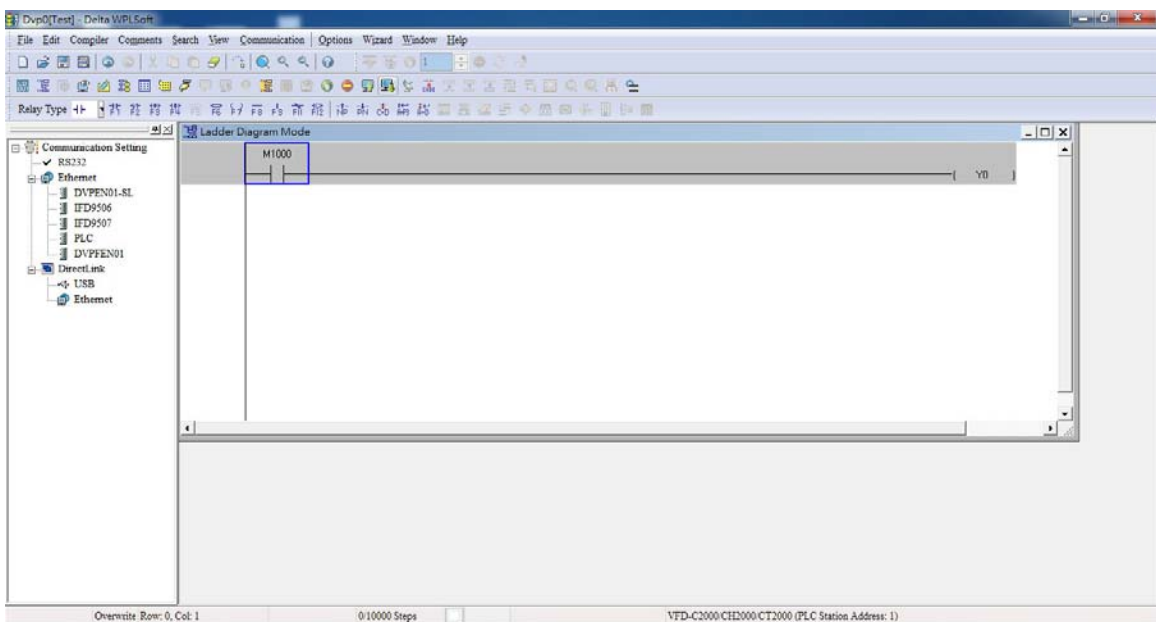 Dvp0[Test] - Delta WPLSoft
File Edit Compiler Comments Search View Communication Options Wizard Window Help
1
Relay Type
Ladder Diagram Mode
Communication Setting
RS232
Ethernet
DVPEN01-SL
IFD9506
IFD9507
PLC
DVPFEN01
DirectLink
USB
Ethernet
M1000
Y0
Overwrite Row: 0, Col: 1
0/10000 Steps
VFD-C2000/CH2000/CT2000 (PLC Station Address: 1)